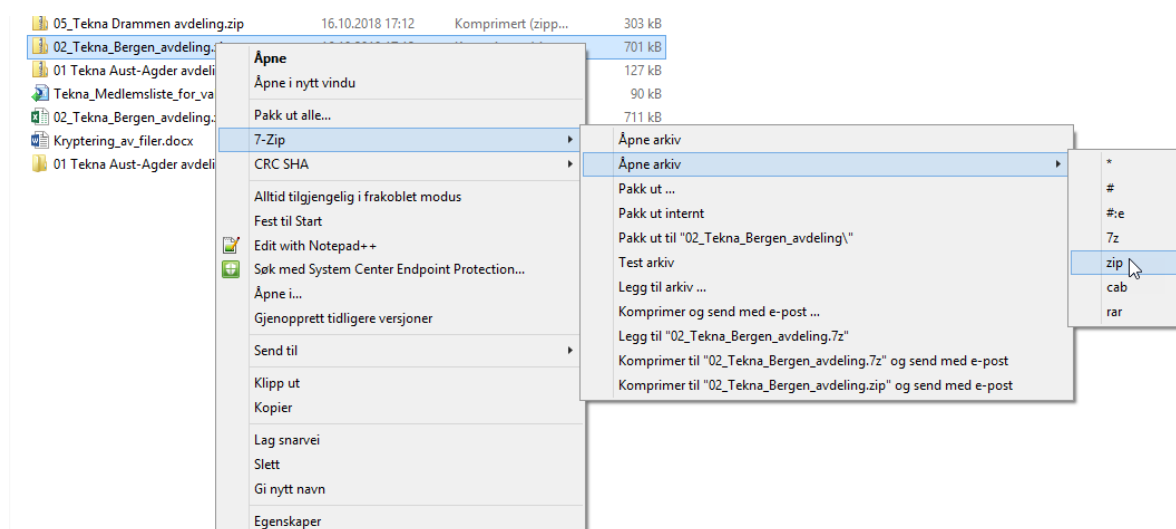 05_Tekna Drammen avdeling.zip 16.10.2018 17:12 Komprimert (zipp... 303 kB
02_Tekna_Bergen_avdeling. 701 kB
01 Tekna Aust-Agder avdeli 127 kB
Tekna_Medlemsliste_for_va 90 kB
02_Tekna_Bergen_avdeling. 711 kB
Kryptering_av_filer.docx
01 Tekna Aust-Agder avdeli
Åpne
Åpne i nytt vindu
Pakk ut alle...
7-Zip
CRC SHA
Alltid tilgjengelig i frakoblet modus
Fest til Start
Edit with Notepad++
Søk med System Center Endpoint Protection...
Åpne i...
Gjenopprett tidligere versjoner
Send til
Klipp ut
Kopier
Lag snarvei
Slett
Gi nytt navn
Egenskaper
Åpne arkiv
Åpne arkiv
Pakk ut ...
Pakk ut internt
Pakk ut til "02_Tekna_Bergen_avdeling\"
Test arkiv
Legg til arkiv ...
Komprimer og send med e-post ...
Legg til "02_Tekna_Bergen_avdeling.7z"
Komprimer til "02_Tekna_Bergen_avdeling.7z" og send med e-post
Komprimer til "02_Tekna_Bergen_avdeling.zip" og send med e-post
*
#
#:e
7z
zip
cab
rar